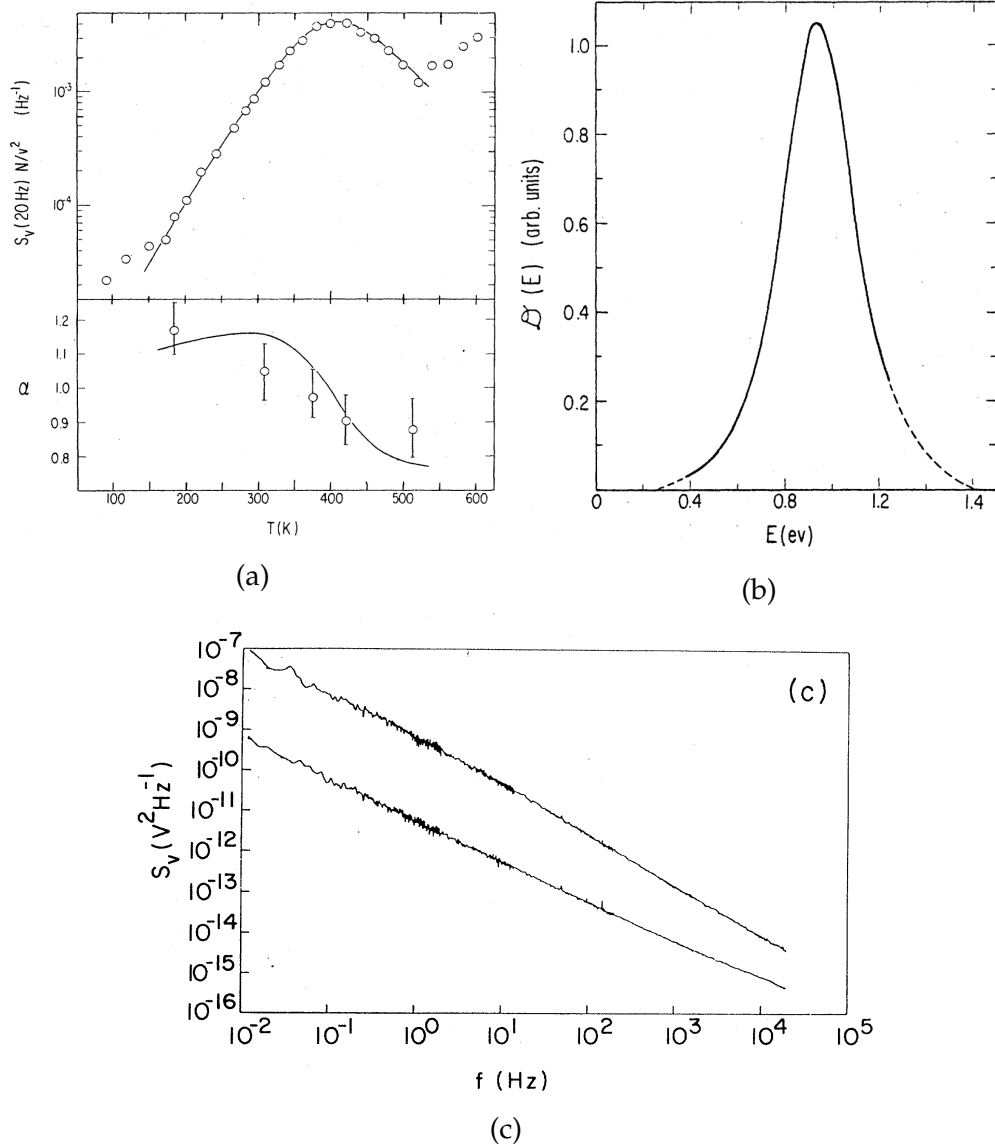 S_V (20Hz) N/V² (Hz⁻¹)
10⁻³
10⁻⁴
1.2
1.1
1.0
0.9
0.8
α
100 200 300 400 500 600
T(K)
(a)
𝒟(E) (arb. units)
1.0
0.8
0.6
0.4
0.2
0 0.4 0.8 1.2 1.4
E(ev)
(b)
S_V (V²Hz⁻¹)
10⁻⁷
10⁻⁸
10⁻⁹
10⁻¹⁰
10⁻¹¹
10⁻¹²
10⁻¹³
10⁻¹⁴
10⁻¹⁵
10⁻¹⁶
(c)
10⁻² 10⁻¹ 10⁰ 10¹ 10² 10³ 10⁴ 10⁵
f (Hz)
(c)